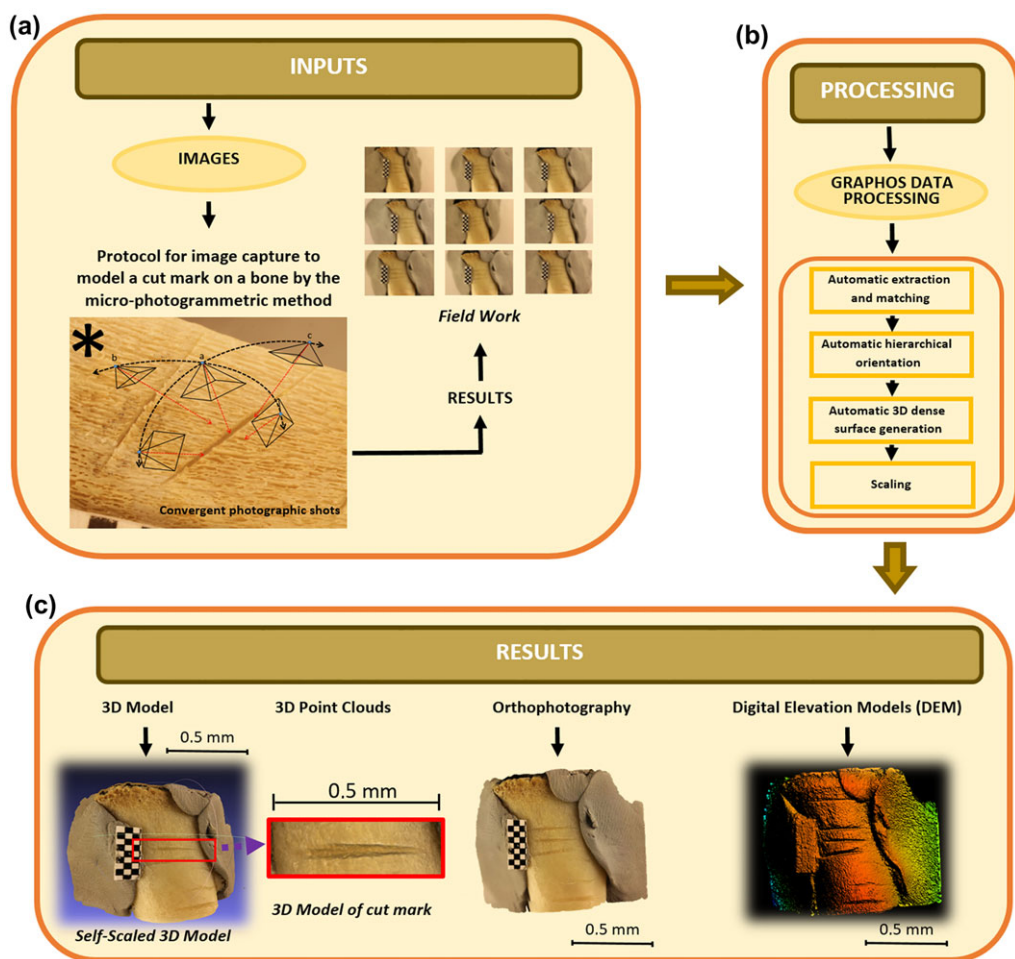 (a)
INPUTS
IMAGES
Protocol for image capture to
model a cut mark on a bone by the
micro-photogrammetric method
*
b
a
c
Convergent photographic shots
Field Work
RESULTS
(b)
PROCESSING
GRAPHOS DATA
PROCESSING
Automatic extraction
and matching
Automatic hierarchical
orientation
Automatic 3D dense
surface generation
Scaling
(c)
RESULTS
3D Model
3D Point Clouds
Orthophotography
Digital Elevation Models (DEM)
0.5 mm
0.5 mm
3D Model of cut mark
Self-Scaled 3D Model
0.5 mm
0.5 mm